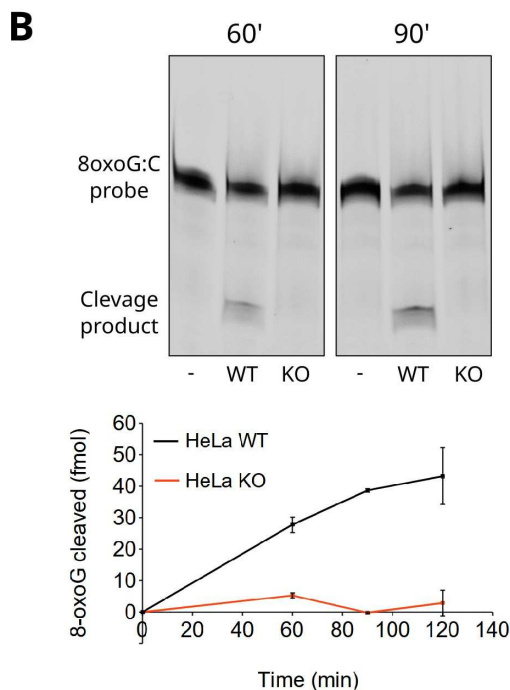 B
60'
90'
8oxoG:C
probe
Clevage
product
- WT KO
- WT KO
8-oxoG cleaved (fmol)
60
50
40
30
20
10
0
HeLa WT
HeLa KO
0 20 40 60 80 100 120 140
Time (min)